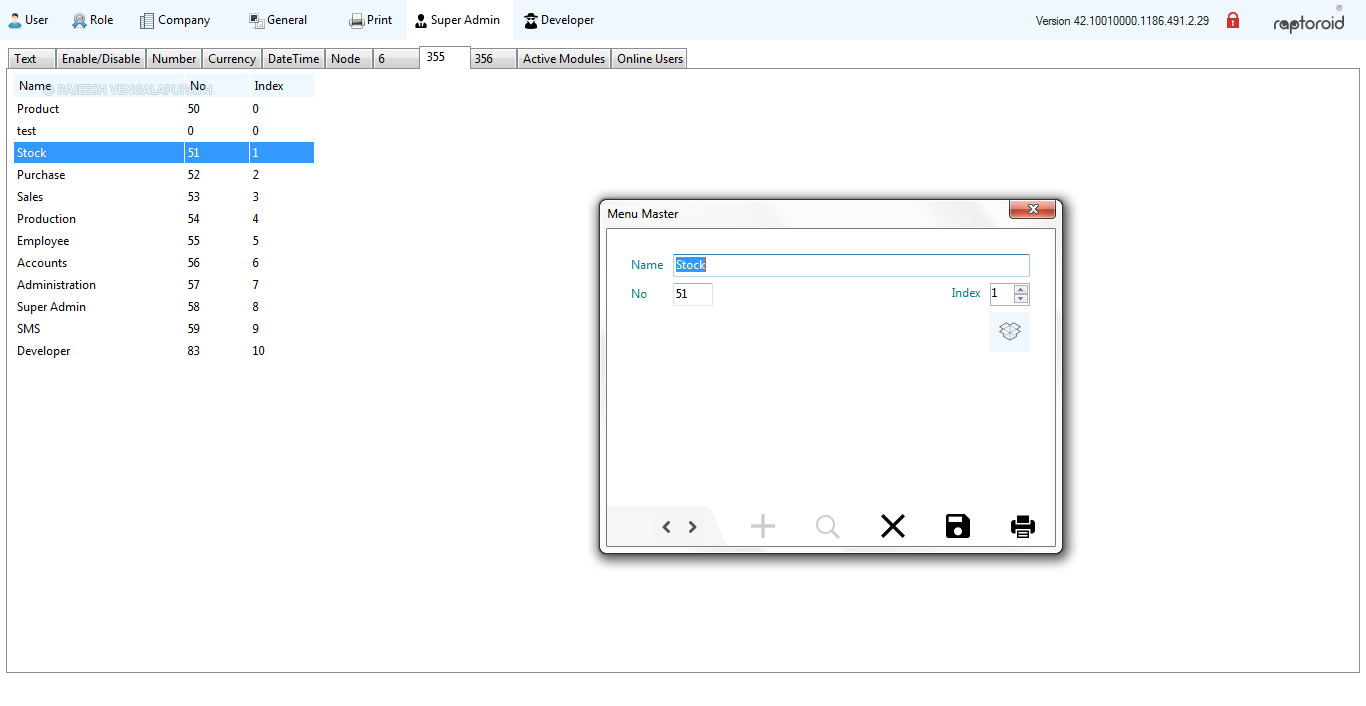 User Role Company General Print Super Admin Developer Version 42.10010000.1186.491.2.29 raptoroid ®
Text Enable/Disable Number Currency DateTime Node 6 355 356 Active Modules Online Users
Name No Index
© RAJEESH VENGALAPURATH
Product 50 0
test 0 0
Stock 51 1
Purchase 52 2
Sales 53 3
Production 54 4
Employee 55 5
Accounts 56 6
Administration 57 7
Super Admin 58 8
SMS 59 9
Developer 83 10
Menu Master
Name Stock
No 51 Index 1